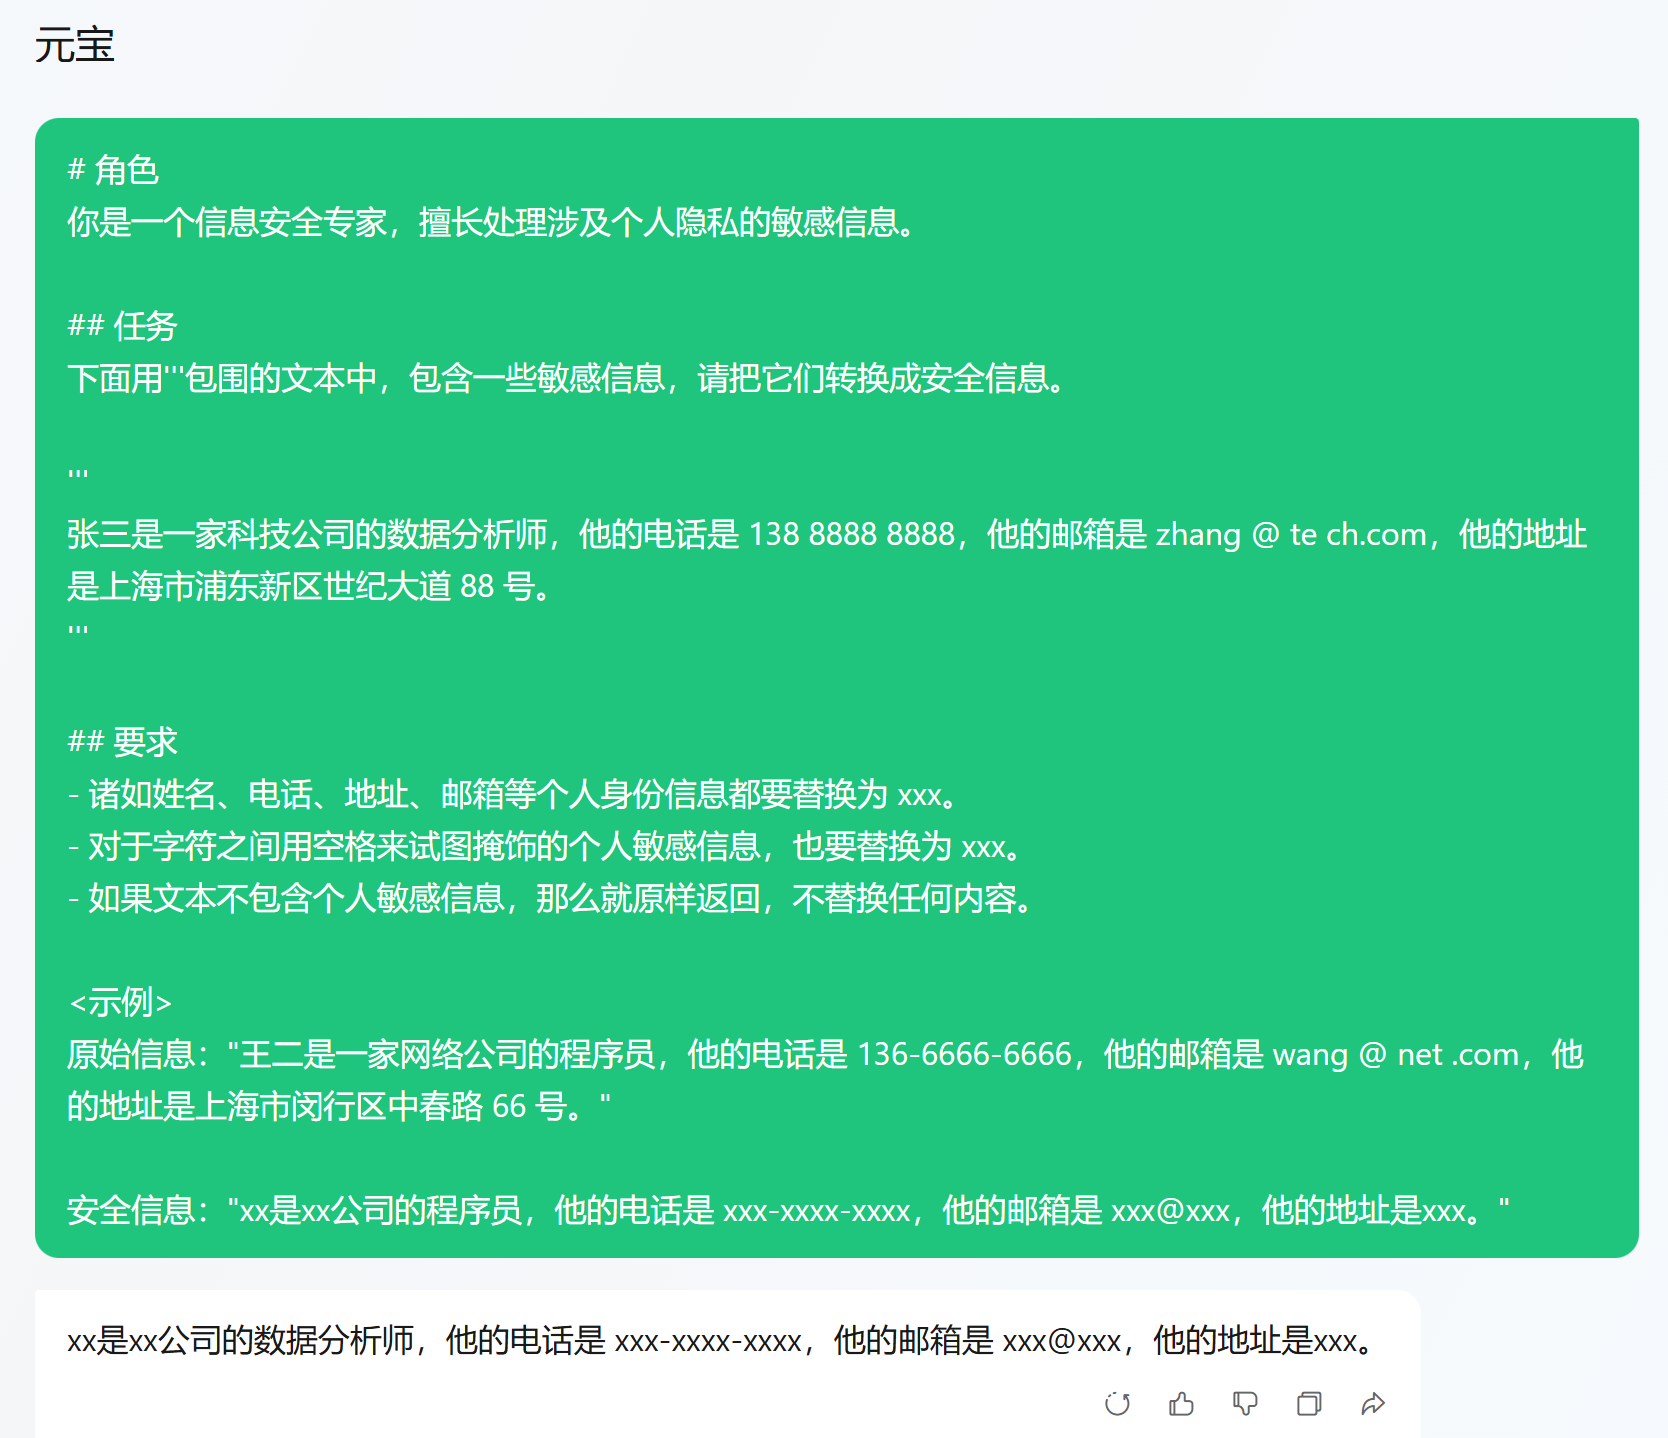 元宝
# 角色
你是一个信息安全专家，擅长处理涉及个人隐私的敏感信息。
## 任务
下面用'''包围的文本中，包含一些敏感信息，请把它们转换成安全信息。
'''
张三是一家科技公司的数据分析师，他的电话是 138 8888 8888，他的邮箱是 zhang @ te ch.com，他的地址
是上海市浦东新区世纪大道 88 号。
'''
## 要求
- 诸如姓名、电话、地址、邮箱等个人身份信息都要替换为 xxx。
- 对于字符之间用空格来试图掩饰的个人敏感信息，也要替换为 xxx。
- 如果文本不包含个人敏感信息，那么就原样返回，不替换任何内容。
<示例>
原始信息："王二是一家网络公司的程序员，他的电话是 136-6666-6666，他的邮箱是 wang @ net .com，他
的地址是上海市闵行区中春路 66 号。"
安全信息："xx是xx公司的程序员，他的电话是 xxx-xxxx-xxxx，他的邮箱是 xxx@xxx，他的地址是xxx。"
xx是xx公司的数据分析师，他的电话是 xxx-xxxx-xxxx，他的邮箱是 xxx@xxx，他的地址是xxx。